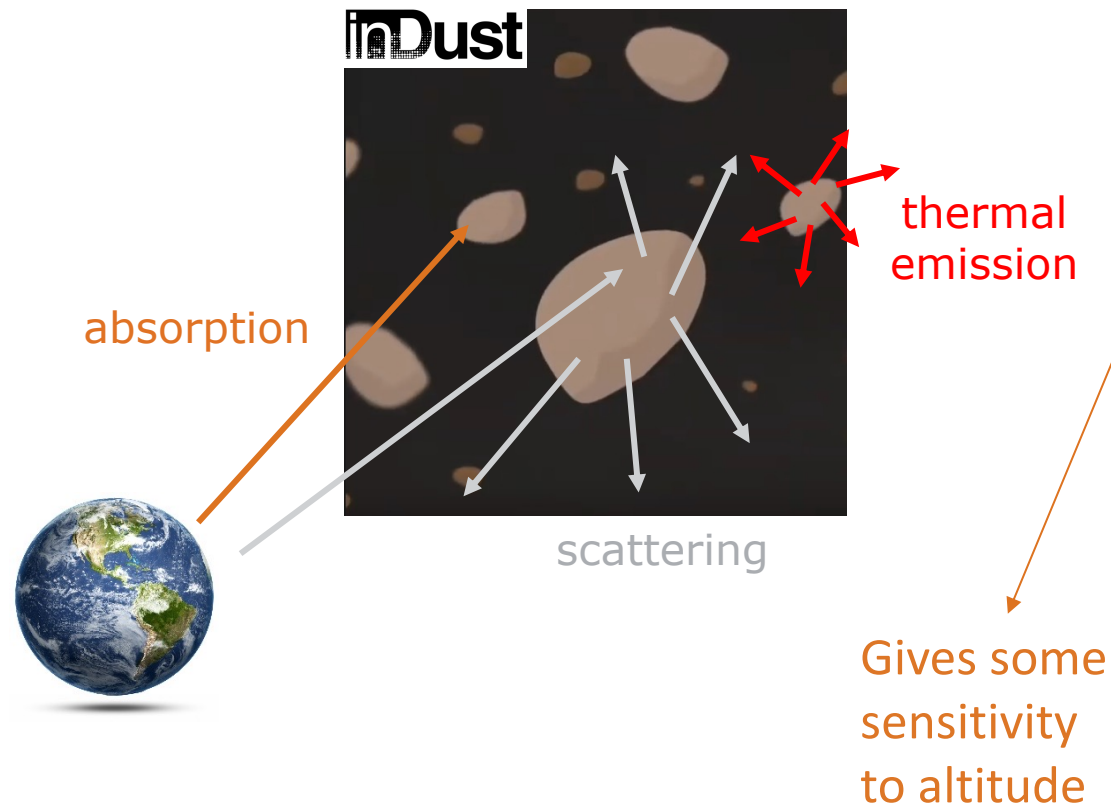 inDust
thermal
emission
absorption
scattering
Gives some
sensitivity
to altitude